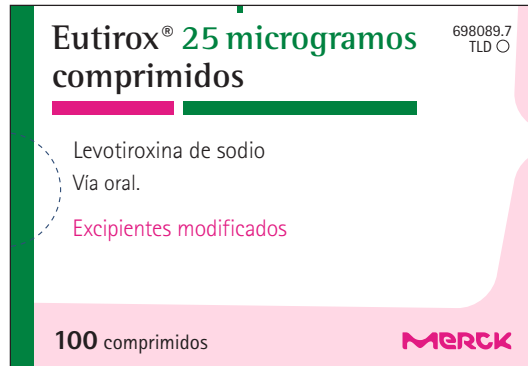 Eutirox® 25 microgramos
comprimidos
698089.7
TLD ○
Levotiroxina de sodio
Vía oral.
Excipientes modificados
100 comprimidos
MERCK